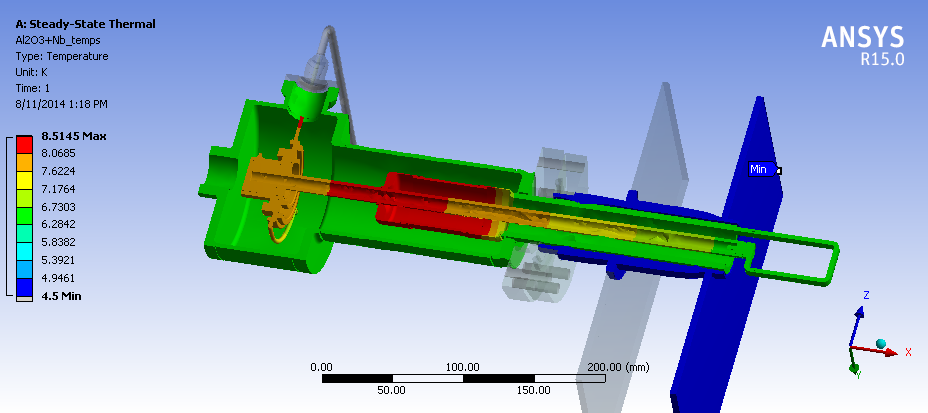 A: Steady-State Thermal
Al2O3+Nb_temps
Type: Temperature
Unit: K
Time: 1
8/11/2014 1:18 PM
ANSYS
R15.0
8.5145 Max
8.0685
7.6224
7.1764
6.7303
6.2842
5.8382
5.3921
4.9461
4.5 Min
Min
0.00 100.00 200.00 (mm)
50.00 150.00
Z
X
Y